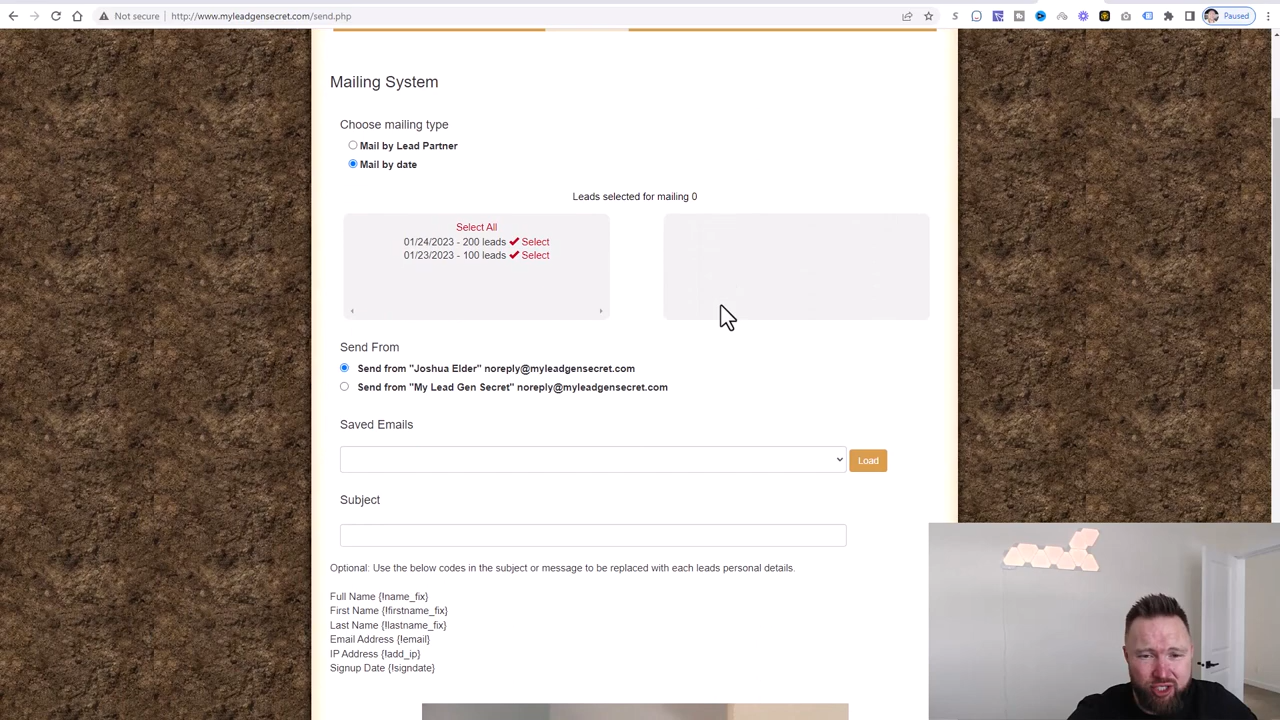 Not secure | http://www.myleadgensecret.com/send.php
Paused
Mailing System
Choose mailing type
Mail by Lead Partner
Mail by date
Leads selected for mailing 0
Select All
01/24/2023 - 200 leads ✔ Select
01/23/2023 - 100 leads ✔ Select
Send From
Send from "Joshua Elder" noreply@myleadgensecret.com
Send from "My Lead Gen Secret" noreply@myleadgensecret.com
Saved Emails
Load
Subject
Optional: Use the below codes in the subject or message to be replaced with each leads personal details.
Full Name {!name_fix}
First Name {!firstname_fix}
Last Name {!lastname_fix}
Email Address {!email}
IP Address {!add_ip}
Signup Date {!signdate}